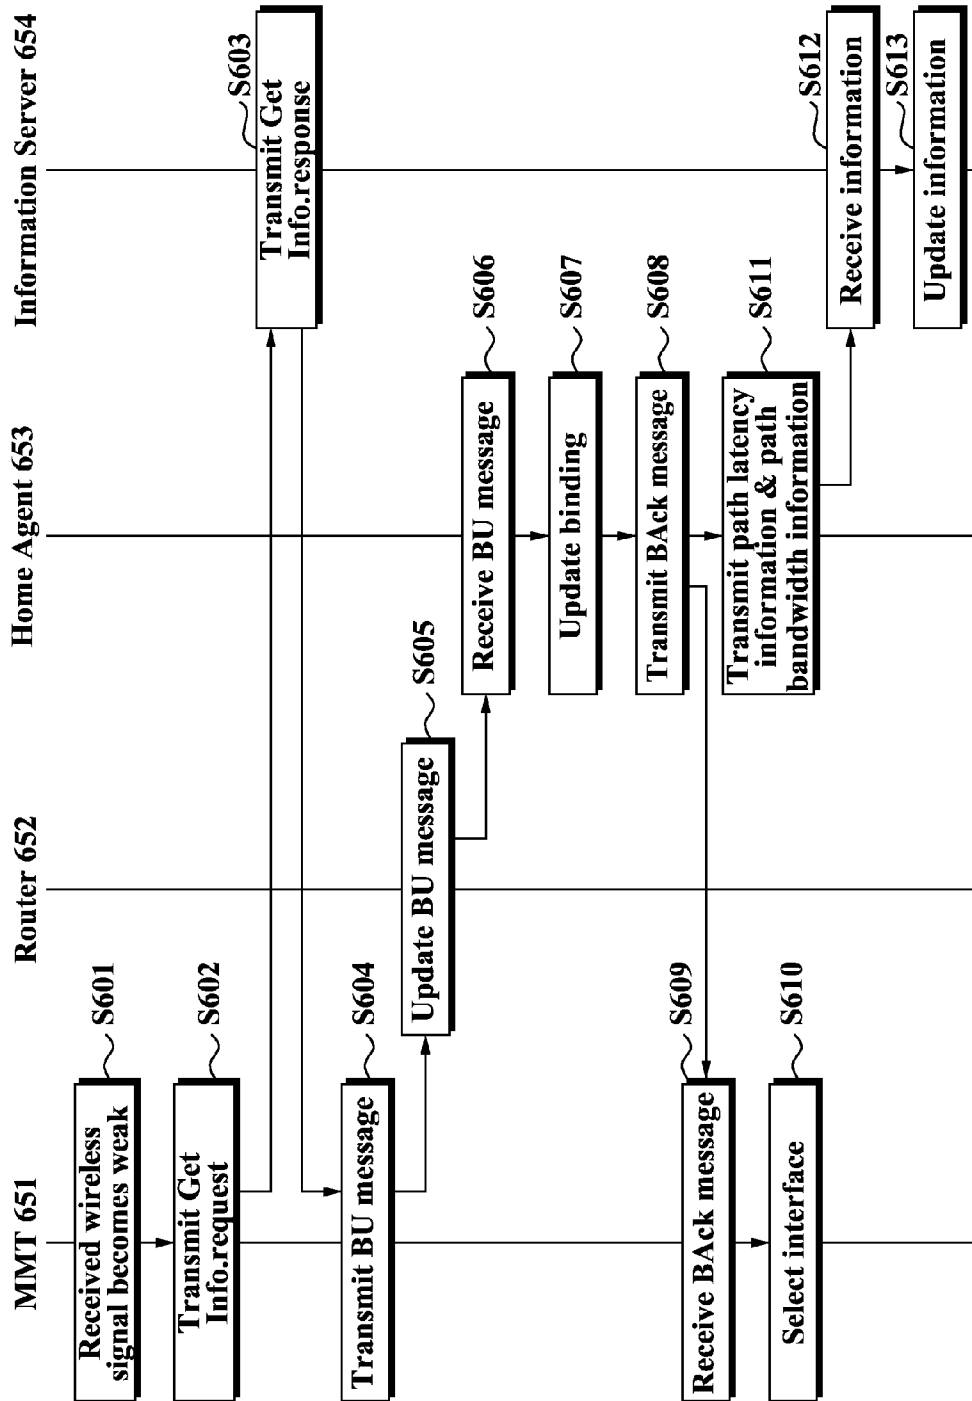 MMT 651
Router 652
Home Agent 653
Information Server 654
S601
Received wireless
signal becomes weak
S602
Transmit Get
Info.request
S603
Transmit Get
Info.response
S604
Transmit BU message
S605
Update BU message
S606
Receive BU message
S607
Update binding
S608
Transmit BAck message
S609
Receive BAck message
S610
Select interface
S611
Transmit path latency
information & path
bandwidth information
S612
Receive information
S613
Update information